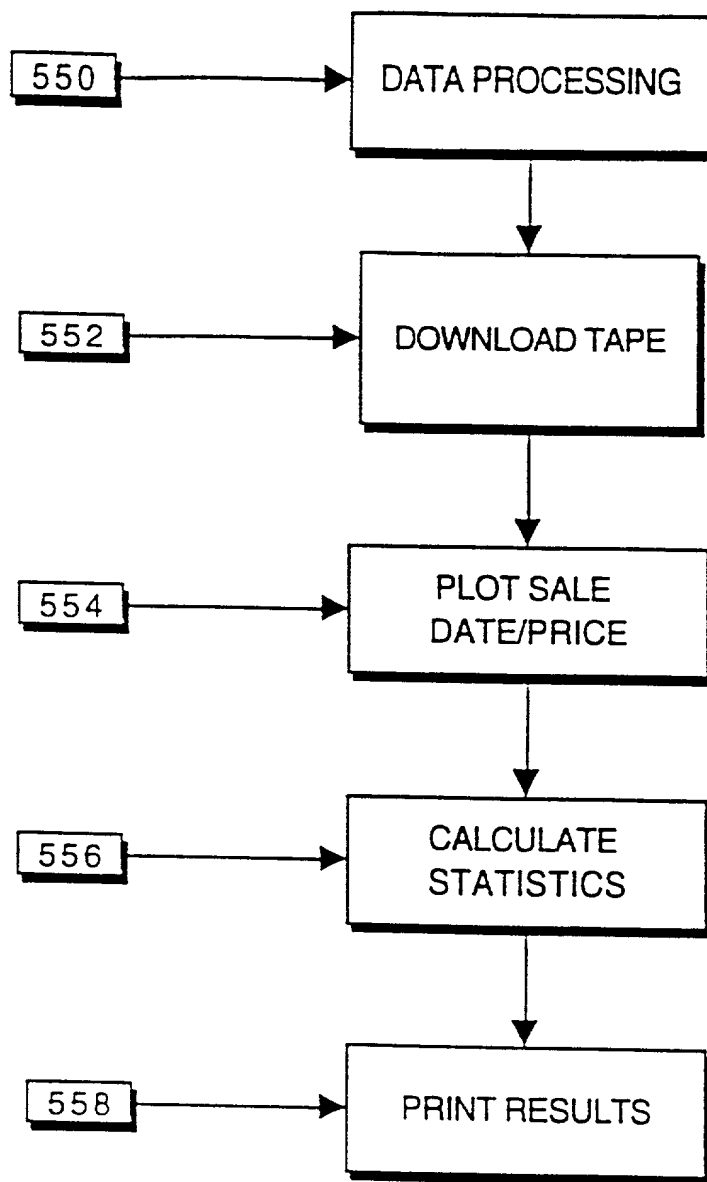 550
DATA PROCESSING
552
DOWNLOAD TAPE
554
PLOT SALE
DATE/PRICE
556
CALCULATE
STATISTICS
558
PRINT RESULTS